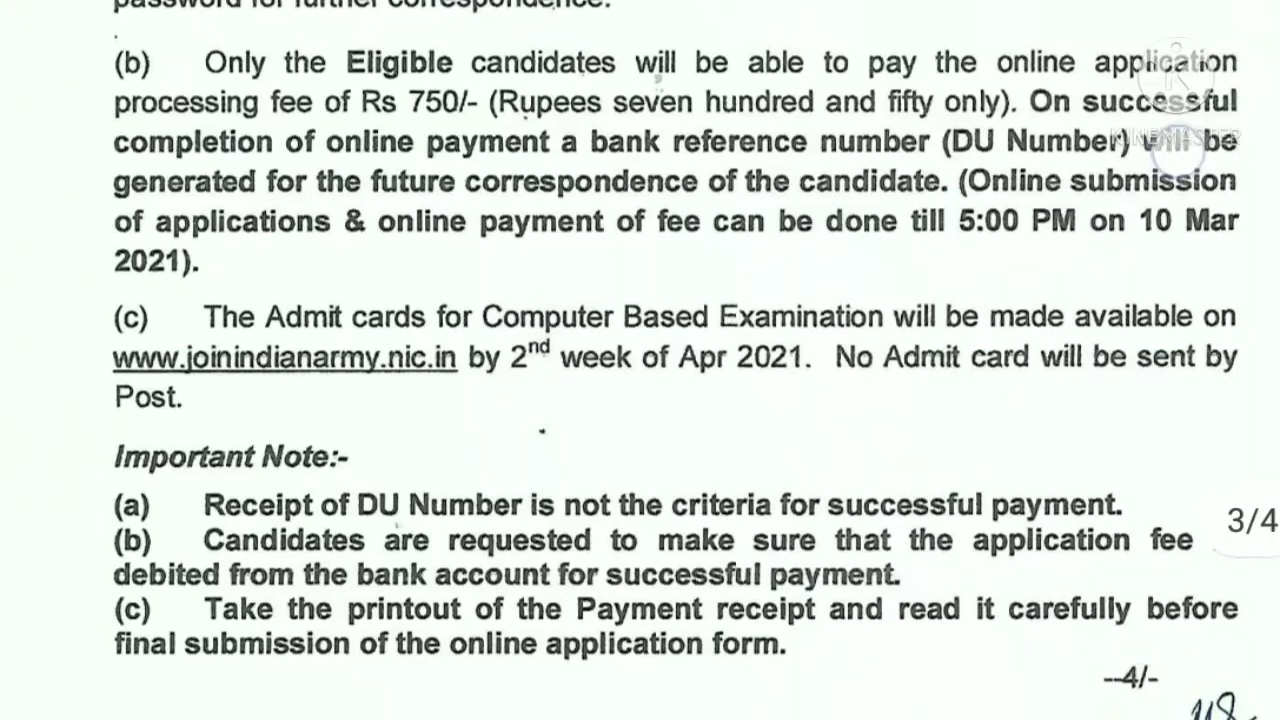 password for further correspondence.
(b) Only the Eligible candidates will be able to pay the online application
processing fee of Rs 750/- (Rupees seven hundred and fifty only). On successful
completion of online payment a bank reference number (DU Number) will be
generated for the future correspondence of the candidate. (Online submission
of applications & online payment of fee can be done till 5:00 PM on 10 Mar
2021).
(c) The Admit cards for Computer Based Examination will be made available on
www.joinindianarmy.nic.in by 2nd week of Apr 2021. No Admit card will be sent by
Post.
Important Note:-
(a) Receipt of DU Number is not the criteria for successful payment.
(b) Candidates are requested to make sure that the application fee
debited from the bank account for successful payment.
(c) Take the printout of the Payment receipt and read it carefully before
final submission of the online application form.
--4/-
3/4
KINEMASTER